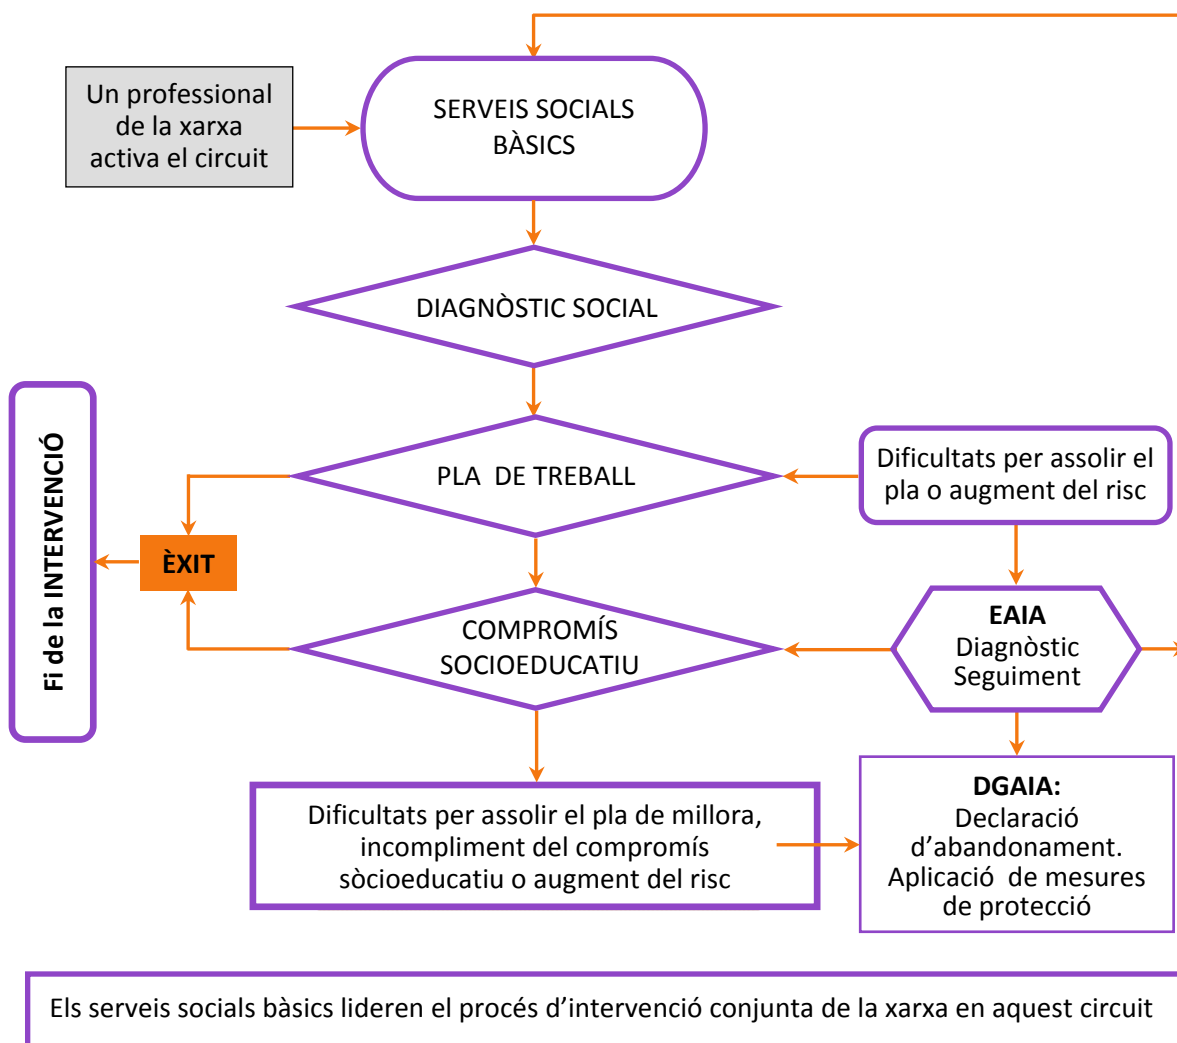 Un professional
de la xarxa
activa el circuit
SERVEIS SOCIALS
BÀSICS
DIAGNÒSTIC SOCIAL
Fi de la INTERVENCIÓ
PLA DE TREBALL
Dificultats per assolir el
pla o augment del risc
ÈXIT
COMPROMÍS
SOCIOEDUCATIU
EAIA
Diagnòstic
Seguiment
Dificultats per assolir el pla de millora,
incompliment del compromís
sòcioeducatiu o augment del risc
DGAIA:
Declaració
d’abandonament.
Aplicació de mesures
de protecció
Els serveis socials bàsics lideren el procés d’intervenció conjunta de la xarxa en aquest circuit